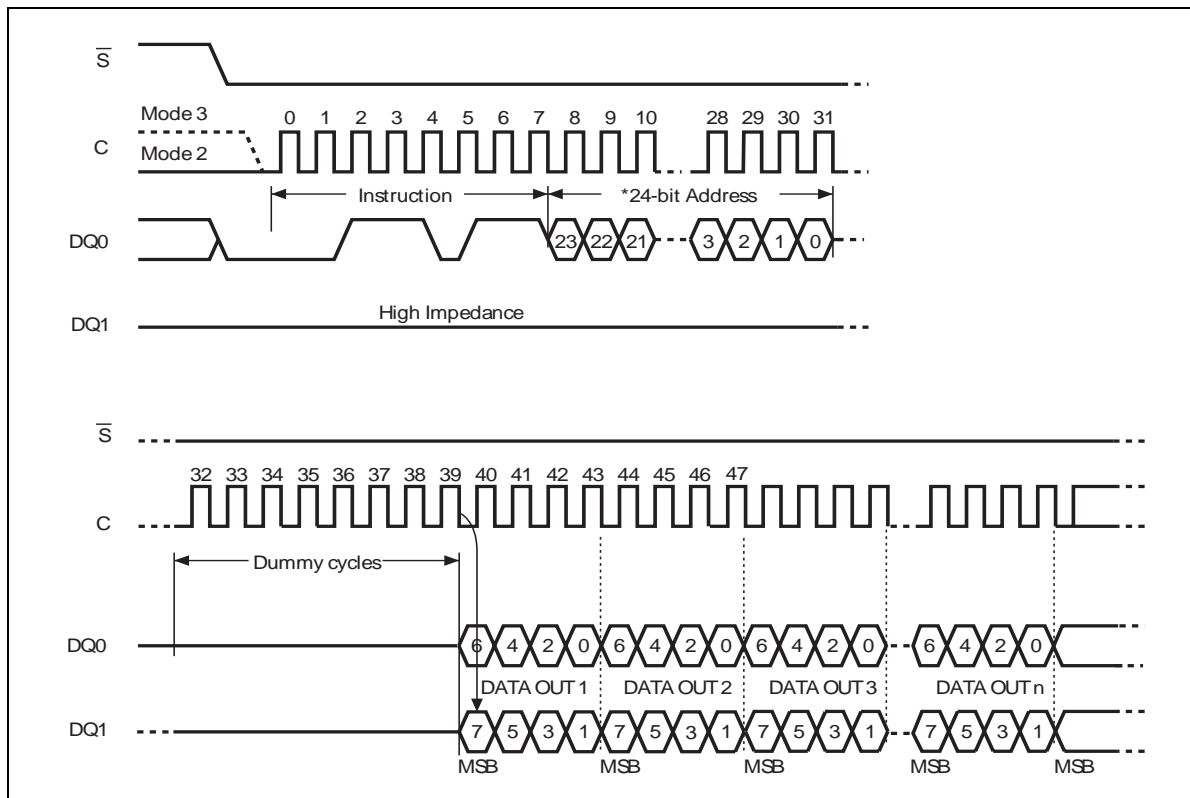 S
Mode 3
0 1 2 3 4 5 6 7 8 9 10 28 29 30 31
C
Mode 2
Instruction *24-bit Address
DQ0 23 22 21 3 2 1 0
High Impedance
DQ1
S
32 33 34 35 36 37 38 39 40 41 42 43 44 45 46 47
C
Dummy cycles
DQ0 6 4 2 0 6 4 2 0 6 4 2 0 6 4 2 0
DATA OUT 1 DATA OUT 2 DATA OUT 3 DATA OUT n
DQ1 7 5 3 1 7 5 3 1 7 5 3 1 7 5 3 1
MSB MSB MSB MSB MSB